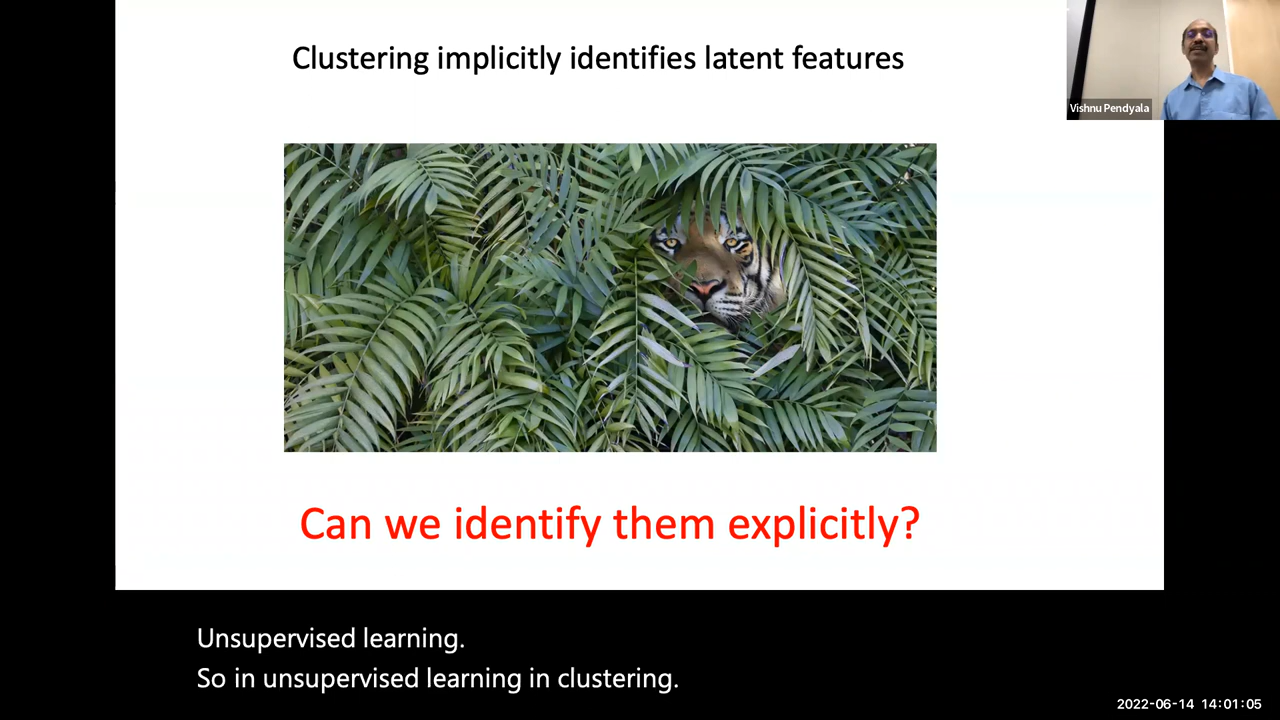 Clustering implicitly identifies latent features
Vishnu Pendyala
Can we identify them explicitly?
Unsupervised learning.
So in unsupervised learning in clustering.
2022-06-14 14:01:05